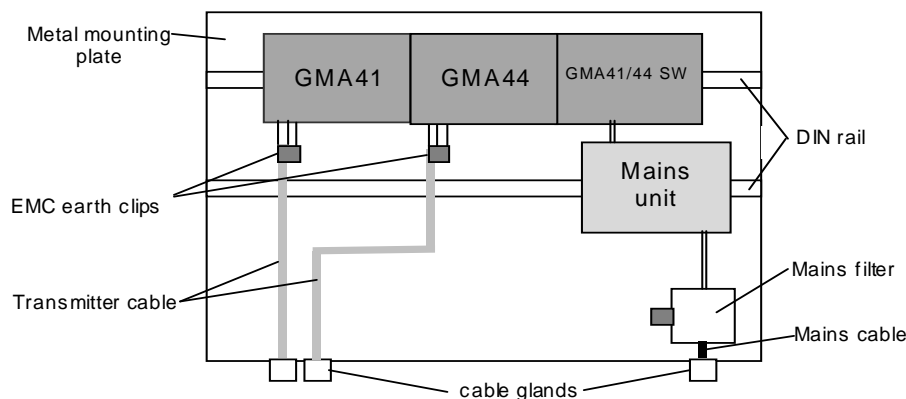 Metal mounting
plate
GMA41
GMA44
GMA41/44 SW
DIN rail
Mains
unit
EMC earth clips
Mains filter
Transmitter cable
Mains cable
cable glands